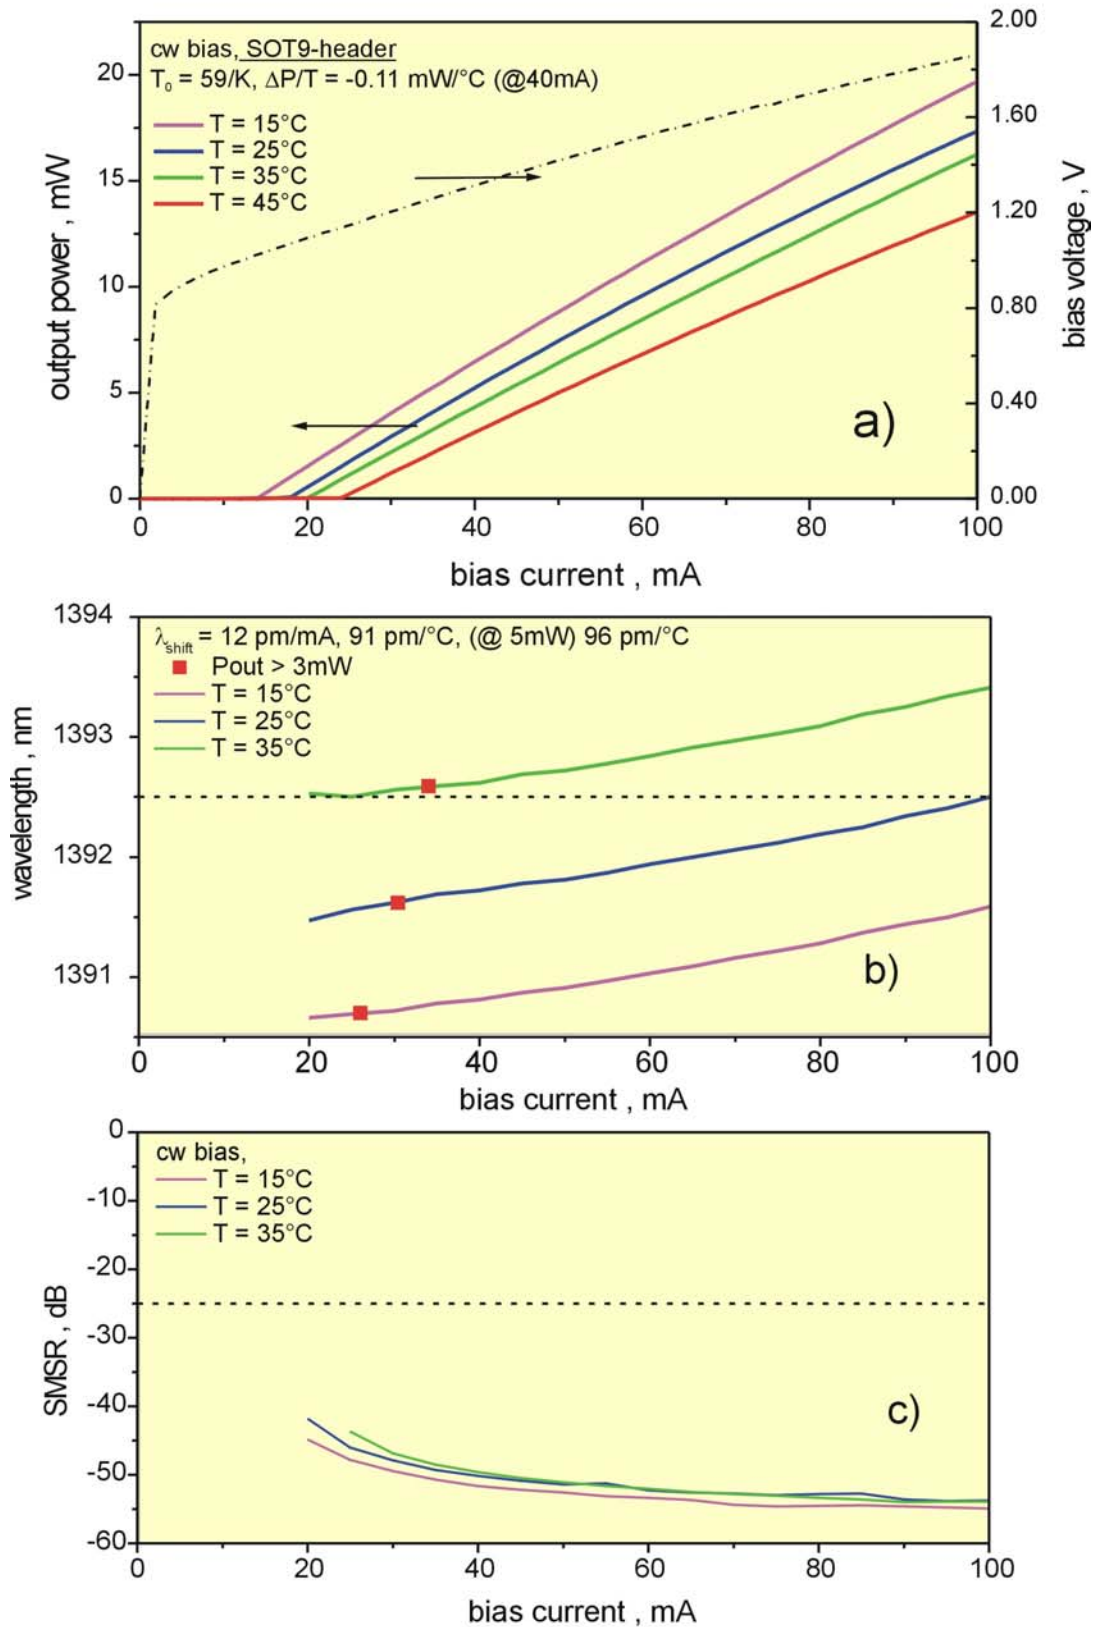 cw bias, SOT9-header
T₀ = 59/K, ΔP/T = -0.11 mW/°C (@40mA)
T = 15°C
T = 25°C
T = 35°C
T = 45°C
20
15
10
5
0
output power , mW
2.00
1.60
1.20
0.80
0.40
0.00
bias voltage , V
a)
0 20 40 60 80 100
bias current , mA
1394
1393
1392
1391
wavelength , nm
λshift = 12 pm/mA, 91 pm/°C, (@ 5mW) 96 pm/°C
Pout > 3mW
T = 15°C
T = 25°C
T = 35°C
b)
0 20 40 60 80 100
bias current , mA
0
-10
-20
-30
-40
-50
-60
SMSR , dB
cw bias,
T = 15°C
T = 25°C
T = 35°C
c)
0 20 40 60 80 100
bias current , mA